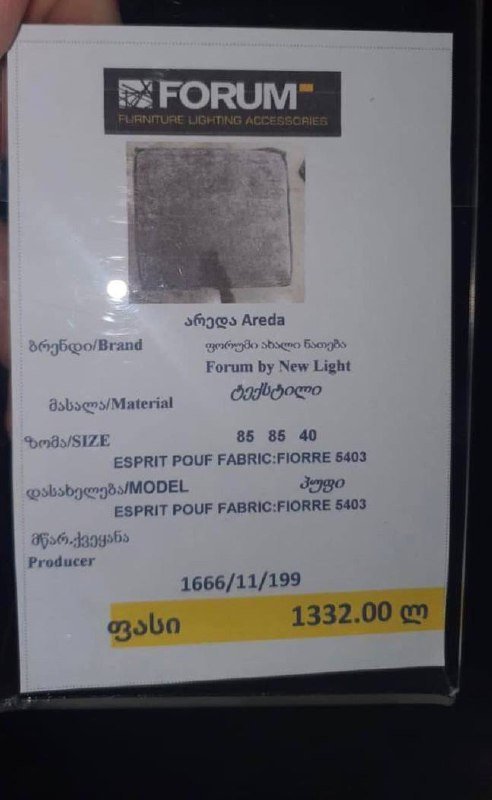 FORUM
FURNITURE LIGHTING ACCESSORIES
არედა Areda
ბრენდი/Brand ფორუმი ახალი ნათება
Forum by New Light
მასალა/Material ტექსტილი
ზომა/SIZE 85 85 40
ESPRIT POUF FABRIC:FIORRE 5403
დასახელება/MODEL პუფი
ESPRIT POUF FABRIC:FIORRE 5403
მწარ.ქვეყანა
Producer
1666/11/199
ფასი 1332.00 ლ